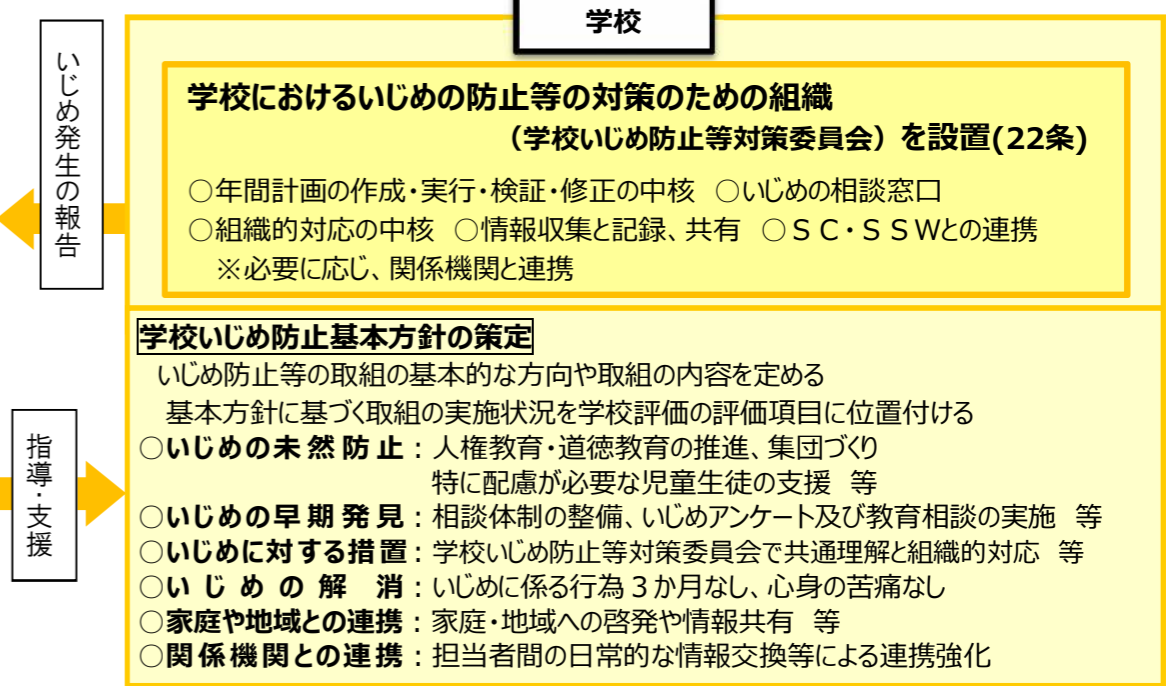 学校
いじめ発生の報告
学校におけるいじめの防止等の対策のための組織
（学校いじめ防止等対策委員会）を設置(22条)
○年間計画の作成・実行・検証・修正の中核 ○いじめの相談窓口
○組織的対応の中核 ○情報収集と記録、共有 ○ＳＣ・ＳＳＷとの連携
※必要に応じ、関係機関と連携
学校いじめ防止基本方針の策定
いじめ防止等の取組の基本的な方向や取組の内容を定める
基本方針に基づく取組の実施状況を学校評価の評価項目に位置付ける
指導・支援
○いじめの未然防止：人権教育・道徳教育の推進、集団づくり
特に配慮が必要な児童生徒の支援 等
○いじめの早期発見：相談体制の整備、いじめアンケート及び教育相談の実施 等
○いじめに対する措置：学校いじめ防止等対策委員会で共通理解と組織的対応 等
○いじめの解消：いじめに係る行為３か月なし、心身の苦痛なし
○家庭や地域との連携：家庭・地域への啓発や情報共有 等
○関係機関との連携：担当者間の日常的な情報交換等による連携強化